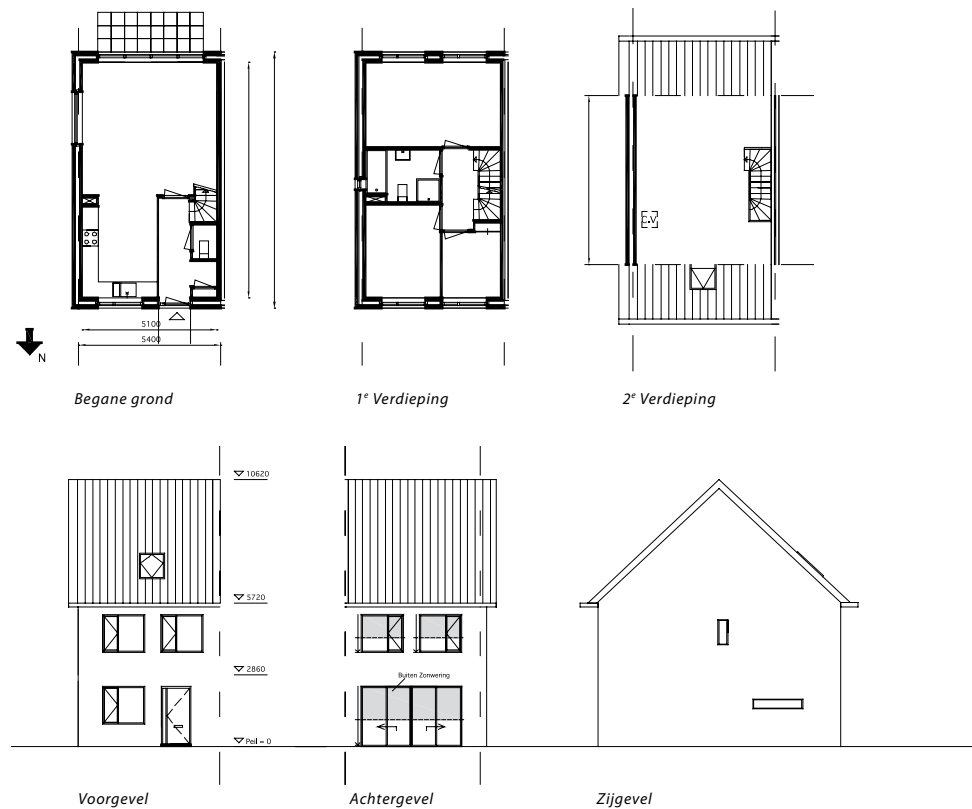 5100
5400
N
C.V.
Begane grond
1e Verdieping
2e Verdieping
10620
5720
2860
Buiten Zonwering
Peil = 0
Voorgevel
Achtergevel
Zijgevel